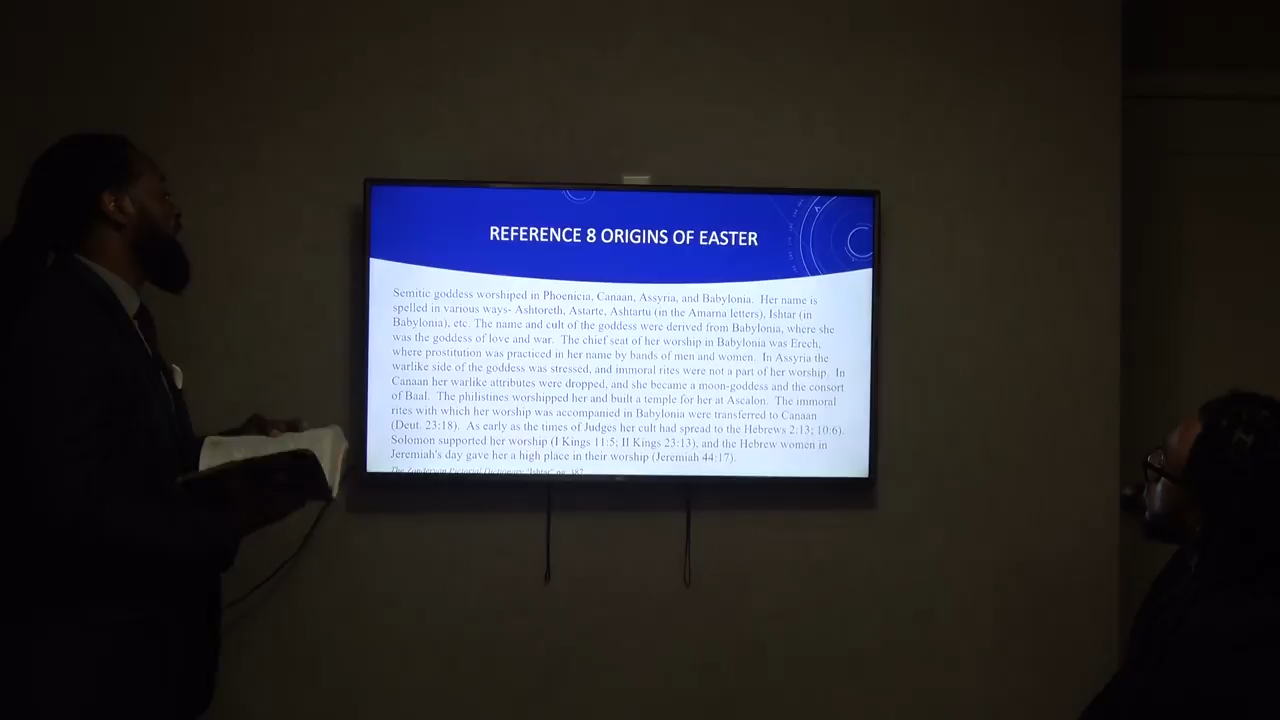 REFERENCE 8 ORIGINS OF EASTER
Semitic goddess worshiped in Phoenicia, Canaan, Assyria, and Babylonia. Her name is
spelled in various ways- Ashtoreth, Astarte, Ashtartu (in the Amarna letters), Ishtar (in
Babylonia), etc. The name and cult of the goddess were derived from Babylonia, where she
was the goddess of love and war. The chief seat of her worship in Babylonia was Erech,
where prostitution was practiced in her name by bands of men and women. In Assyria the
warlike side of the goddess was stressed, and immoral rites were not a part of her worship. In
Canaan her warlike attributes were dropped, and she became a moon-goddess and the consort
of Baal. The philistines worshipped her and built a temple for her at Ascalon. The immoral
rites with which her worship was accompanied in Babylonia were transferred to Canaan
(Deut. 23:18). As early as the times of Judges her cult had spread to the Hebrews 2:13; 10:6).
Solomon supported her worship (I Kings 11:5; II Kings 23:13), and the Hebrew women in
Jeremiah's day gave her a high place in their worship (Jeremiah 44:17).
The Zondervan Pictorial Dictionary "Ishtar" pg. 387